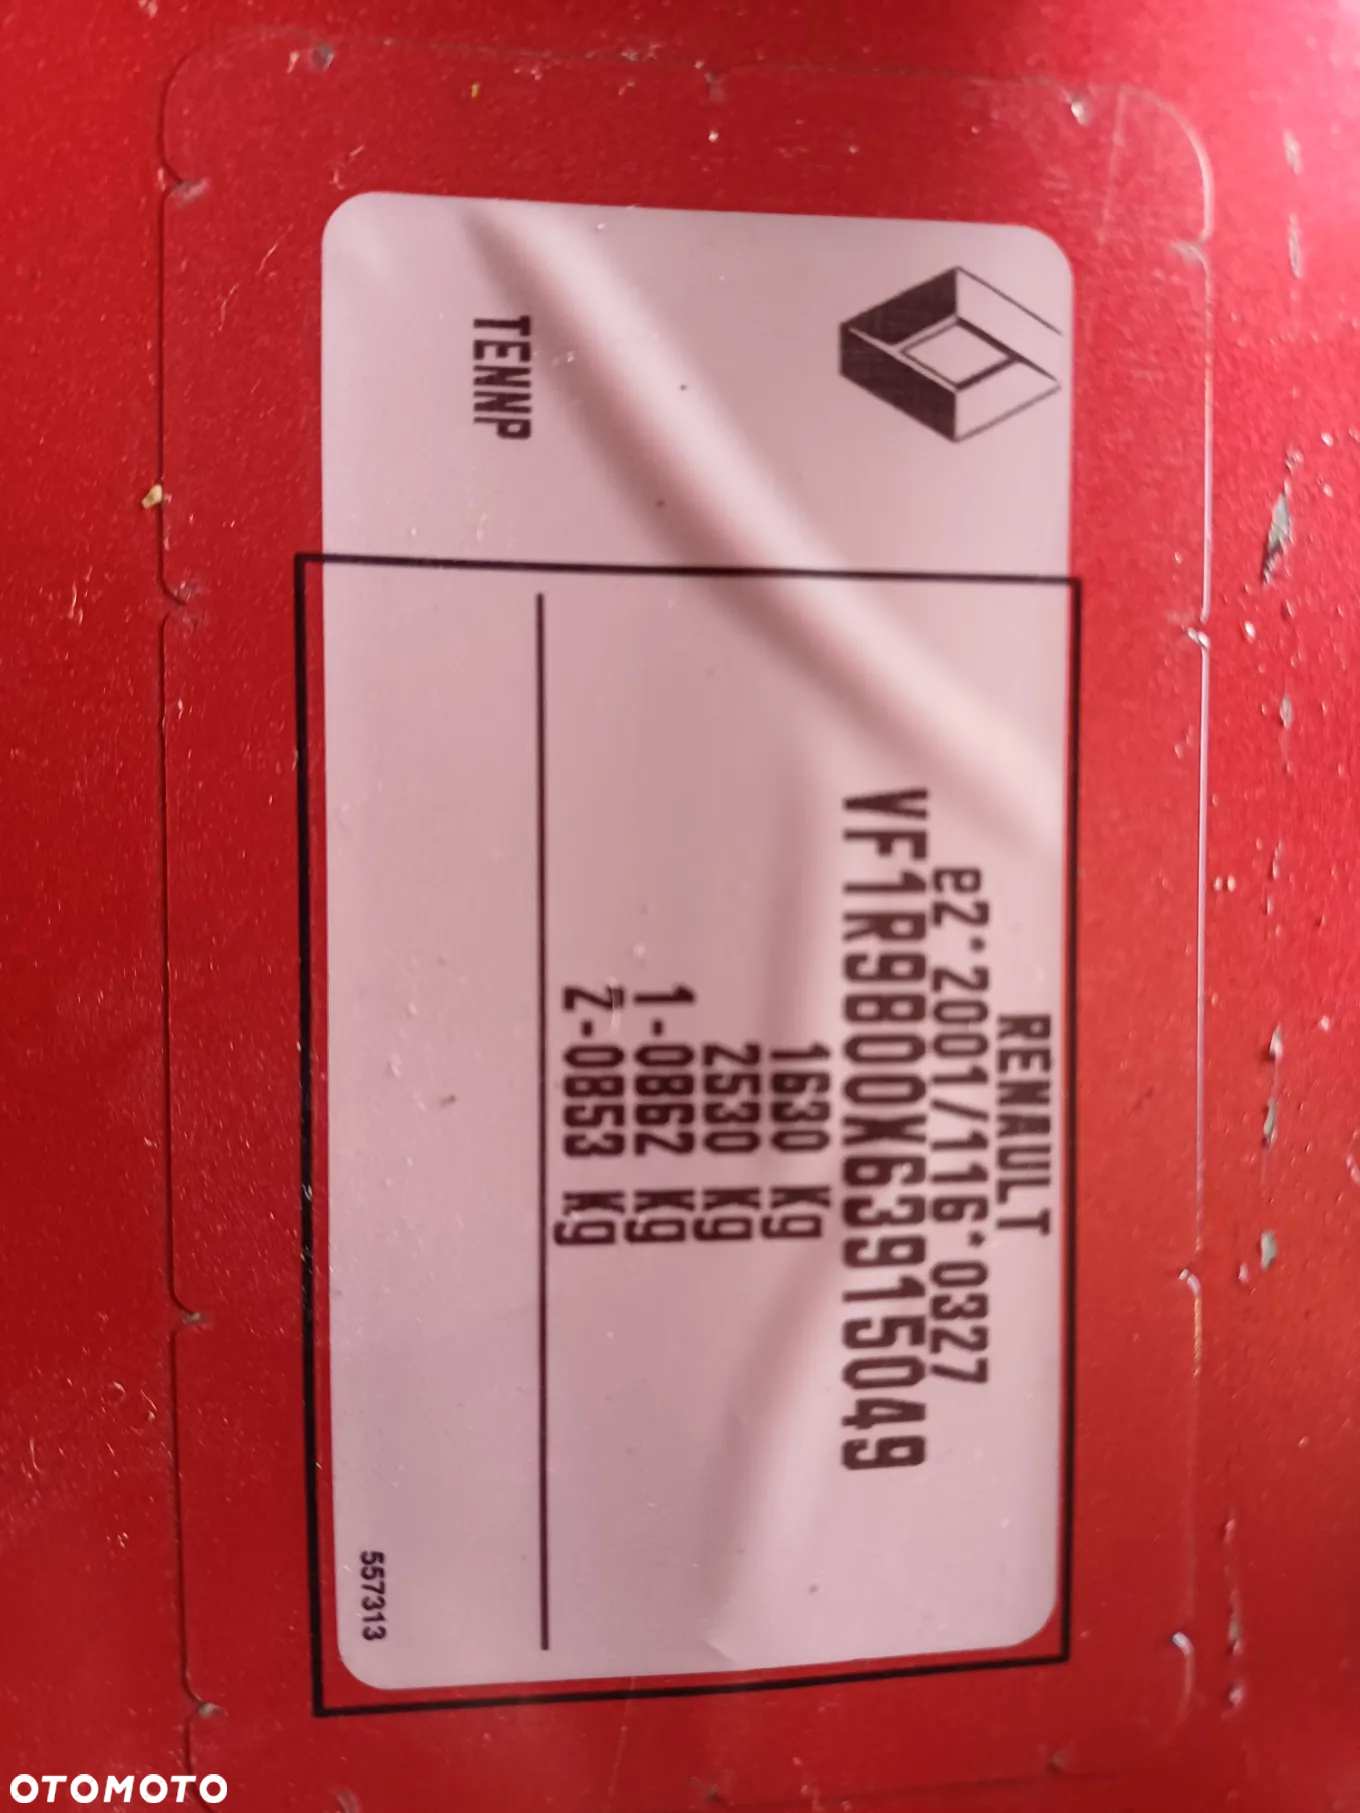 RENAULT
e2*2001/116*0327
VF1R9800X63915049
1630 Kg
2530 Kg
1-0862 Kg
2-0853 Kg
TENNP
557313
OTOMOTO